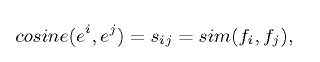 cosine(e^i, e^j) = s_{ij} = sim(f_i, f_j),